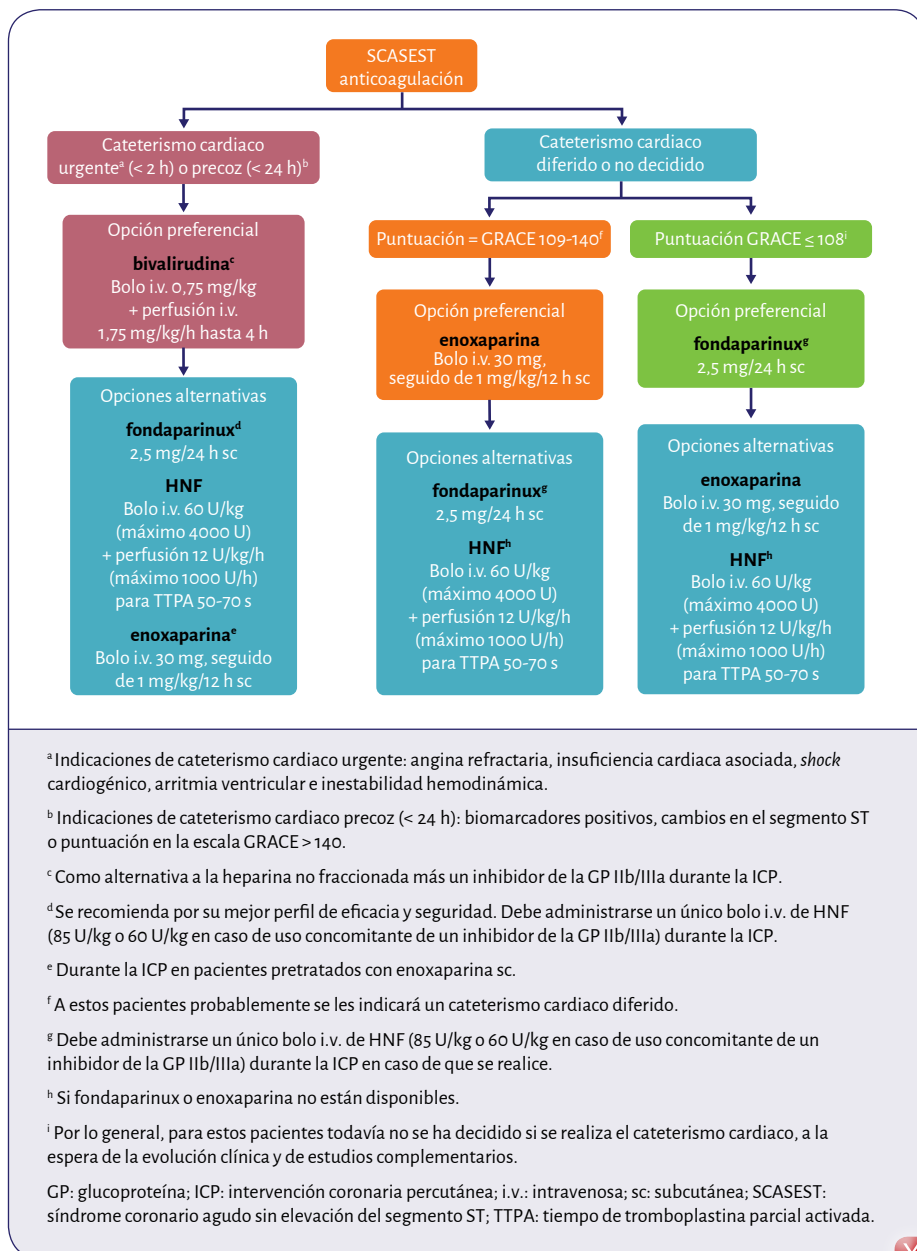 SCASEST
anticoagulación
Cateterismo cardiaco
urgenteᵃ (< 2 h) o precoz (< 24 h)ᵇ
Cateterismo cardiaco
diferido o no decidido
Opción preferencial
bivalirudinaᶜ
Bolo i.v. 0,75 mg/kg
+ perfusión i.v.
1,75 mg/kg/h hasta 4 h
Opciones alternativas
fondaparinuxᵈ
2,5 mg/24 h sc
HNF
Bolo i.v. 60 U/kg
(máximo 4000 U)
+ perfusión 12 U/kg/h
(máximo 1000 U/h)
para TTPA 50-70 s
enoxaparinaᵉ
Bolo i.v. 30 mg, seguido
de 1 mg/kg/12 h sc
Puntuación = GRACE 109-140ᶠ
Opción preferencial
enoxaparina
Bolo i.v. 30 mg,
seguido de 1 mg/kg/12 h sc
Opciones alternativas
fondaparinuxᵍ
2,5 mg/24 h sc
HNFʰ
Bolo i.v. 60 U/kg
(máximo 4000 U)
+ perfusión 12 U/kg/h
(máximo 1000 U/h)
para TTPA 50-70 s
Puntuación GRACE ≤ 108ⁱ
Opción preferencial
fondaparinuxᵍ
2,5 mg/24 h sc
Opciones alternativas
enoxaparina
Bolo i.v. 30 mg, seguido
de 1 mg/kg/12 h sc
HNFʰ
Bolo i.v. 60 U/kg
(máximo 4000 U)
+ perfusión 12 U/kg/h
(máximo 1000 U/h)
para TTPA 50-70 s
ᵃ Indicaciones de cateterismo cardiaco urgente: angina refractaria, insuficiencia cardiaca asociada, shock
cardiogénico, arritmia ventricular e inestabilidad hemodinámica.
ᵇ Indicaciones de cateterismo cardiaco precoz (< 24 h): biomarcadores positivos, cambios en el segmento ST
o puntuación en la escala GRACE > 140.
ᶜ Como alternativa a la heparina no fraccionada más un inhibidor de la GP IIb/IIIa durante la ICP.
ᵈ Se recomienda por su mejor perfil de eficacia y seguridad. Debe administrarse un único bolo i.v. de HNF
(85 U/kg o 60 U/kg en caso de uso concomitante de un inhibidor de la GP IIb/IIIa) durante la ICP.
ᵉ Durante la ICP en pacientes pretratados con enoxaparina sc.
ᶠ A estos pacientes probablemente se les indicará un cateterismo cardiaco diferido.
ᵍ Debe administrarse un único bolo i.v. de HNF (85 U/kg o 60 U/kg en caso de uso concomitante de un
inhibidor de la GP IIb/IIIa) durante la ICP en caso de que se realice.
ʰ Si fondaparinux o enoxaparina no están disponibles.
ⁱ Por lo general, para estos pacientes todavía no se ha decidido si se realiza el cateterismo cardiaco, a la
espera de la evolución clínica y de estudios complementarios.
GP: glucoproteína; ICP: intervención coronaria percutánea; i.v.: intravenosa; sc: subcutánea; SCASEST:
síndrome coronario agudo sin elevación del segmento ST; TTPA: tiempo de tromboplastina parcial activada.